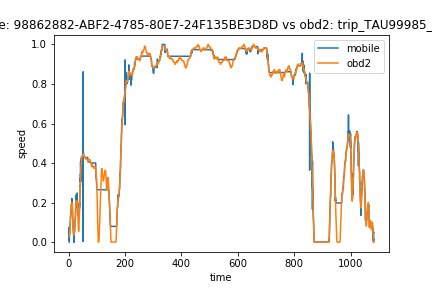 e: 98862882-ABF2-4785-80E7-24F135BE3D8D vs obd2: trip_TAU99985_
mobile
obd2
1.0
0.8
0.6
0.4
0.2
0.0
speed
0 200 400 600 800 1000
time